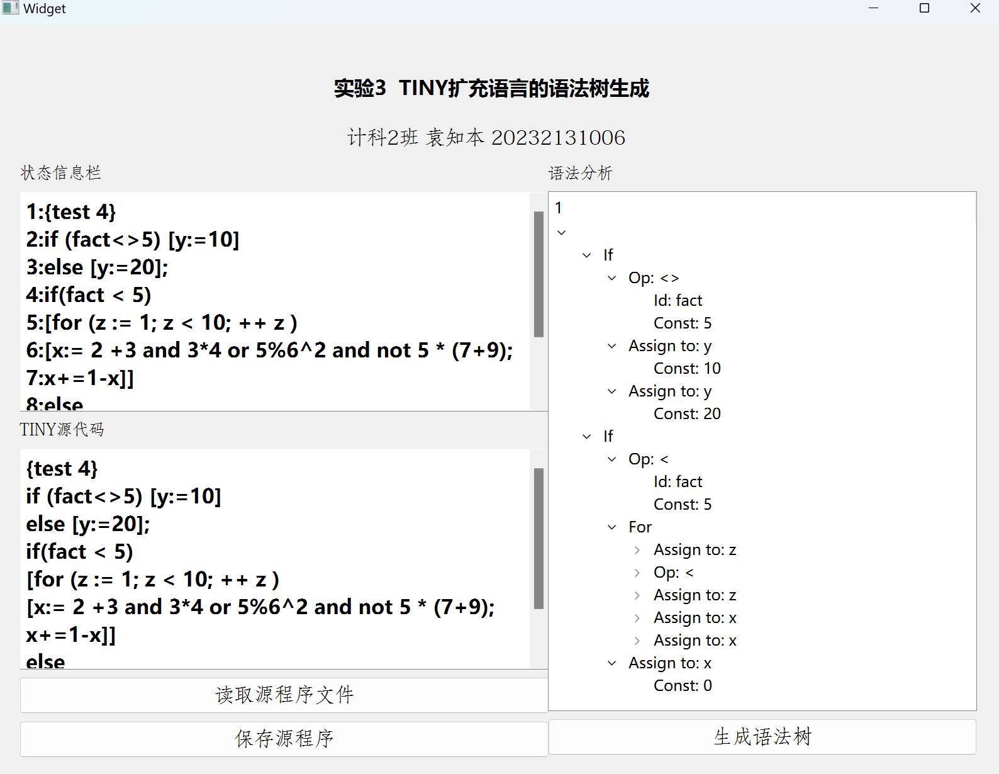 Widget
实验3 TINY扩充语言的语法树生成
计科2班 袁知本 20232131006
状态信息栏
1:{test 4}
2:if (fact<>5) [y:=10]
3:else [y:=20];
4:if(fact < 5)
5:[for (z := 1; z < 10; ++ z )
6:[x:= 2 +3 and 3*4 or 5%6^2 and not 5 * (7+9);
7:x+=1-x]]
8:else
TINY源代码
{test 4}
if (fact<>5) [y:=10]
else [y:=20];
if(fact < 5)
[for (z := 1; z < 10; ++ z )
[x:= 2 +3 and 3*4 or 5%6^2 and not 5 * (7+9);
x+=1-x]]
else
读取源程序文件
保存源程序
语法分析
1
If
Op: <>
Id: fact
Const: 5
Assign to: y
Const: 10
Assign to: y
Const: 20
If
Op: <
Id: fact
Const: 5
For
Assign to: z
Op: <
Assign to: z
Assign to: x
Assign to: x
Assign to: x
Const: 0
生成语法树